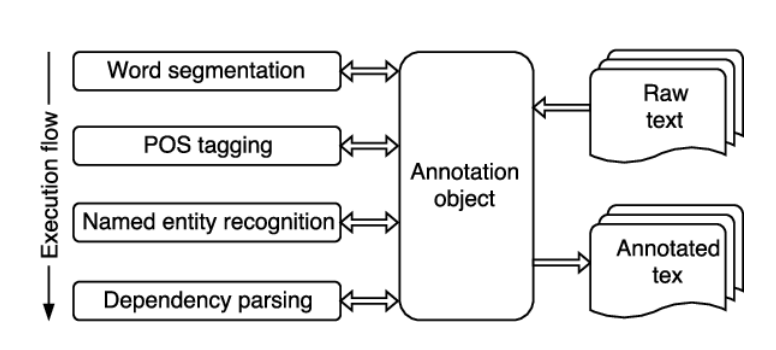 Execution flow
Word segmentation
POS tagging
Named entity recognition
Dependency parsing
Annotation
object
Raw
text
Annotated
tex